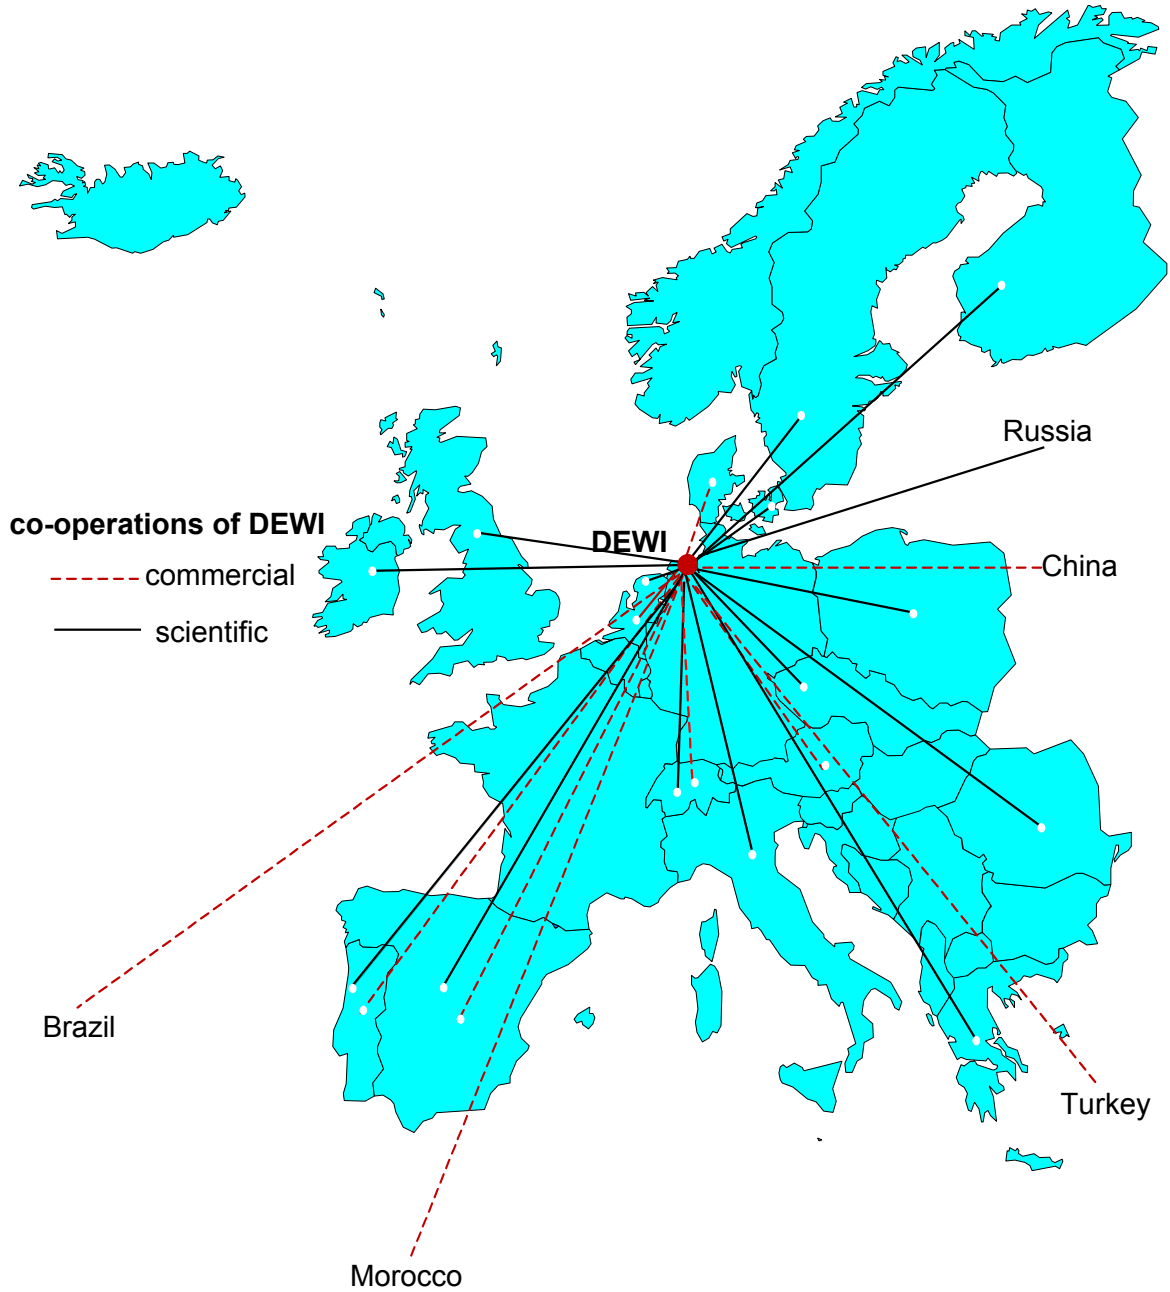 Russia
co-operations of DEWI
DEWI
China
commercial
scientific
Brazil
Turkey
Morocco